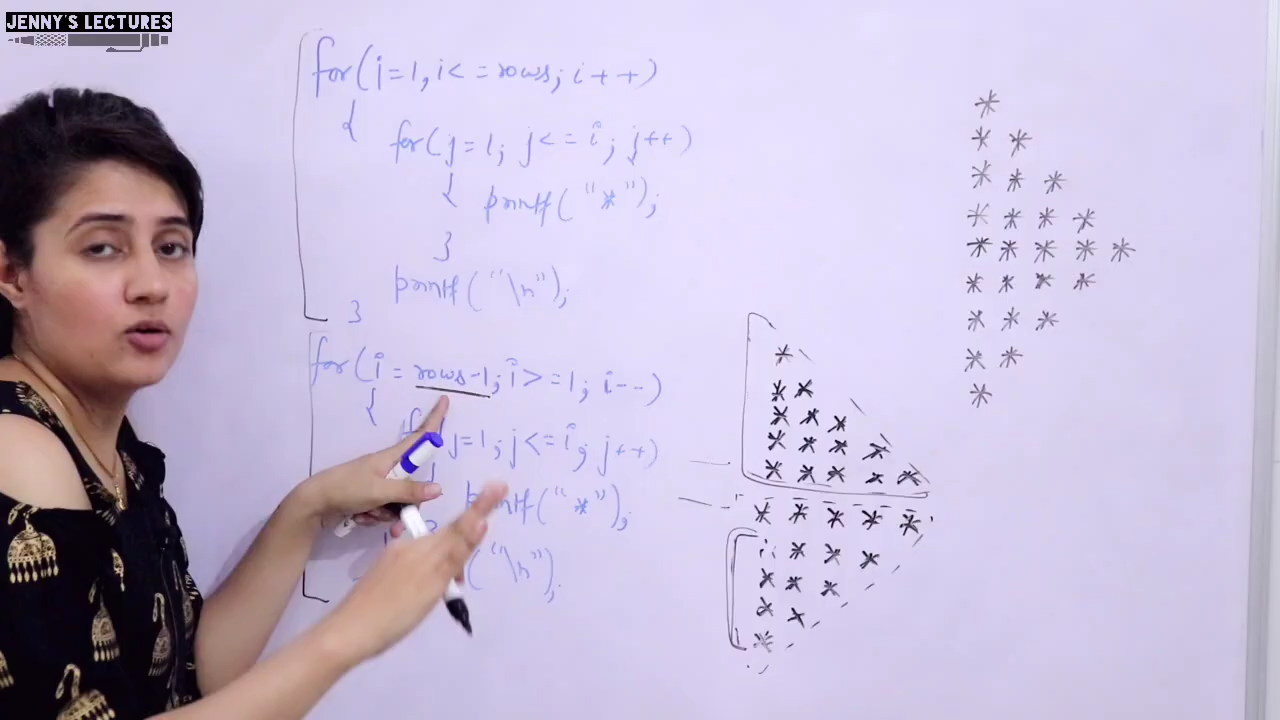 JENNY'S LECTURES
for(i=1,i<=rows; i++)
{
for(j=1; j<=i; j++)
{ printf("*");
}
printf("\n");
}
for(i=rows-1; i>=1; i--)
{
j=1; j<=i; j++)
{
printf("*");
("\n");
*
* *
* * *
* * * *
* * * * *
* * * *
* * *
* *
*
*
* *
* * *
* * * *
* * * * *
* * * * *
* * *
* * *
* *
*